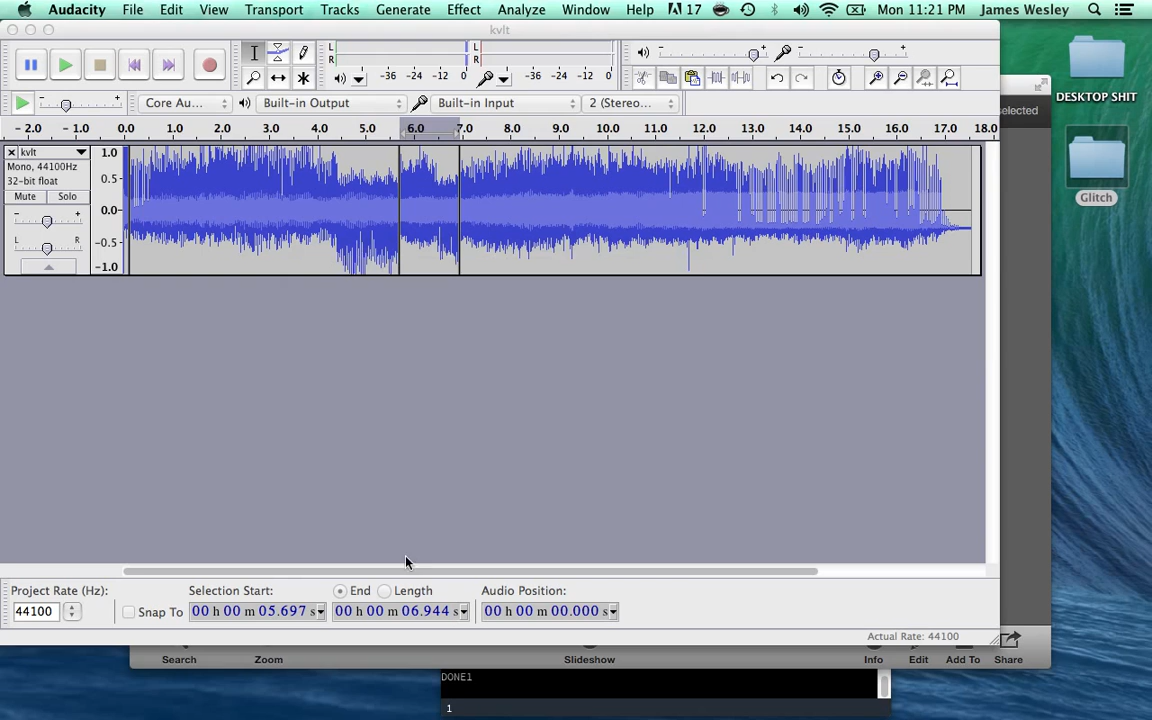 Audacity File Edit View Transport Tracks Generate Effect Analyze Window Help 17 Mon 11:21 PM James Wesley
kvlt
L
R
-36 -24 -12 0
L
R
-36 -24 -12 0
Core Au... Built-in Output Built-in Input 2 (Stereo...
- 2.0 - 1.0 0.0 1.0 2.0 3.0 4.0 5.0 6.0 7.0 8.0 9.0 10.0 11.0 12.0 13.0 14.0 15.0 16.0 17.0 18.0
kvlt
Mono, 44100Hz
32-bit float
Mute Solo
- +
L R
1.0
0.5
0.0
-0.5
-1.0
DESKTOP SHIT
selected
Glitch
Project Rate (Hz):
44100
Snap To
Selection Start:
00 h 00 m 05.697 s
End Length
00 h 00 m 06.944 s
Audio Position:
00 h 00 m 00.000 s
Actual Rate: 44100
Search Zoom Slideshow Info Edit Add To Share
DONE1
1